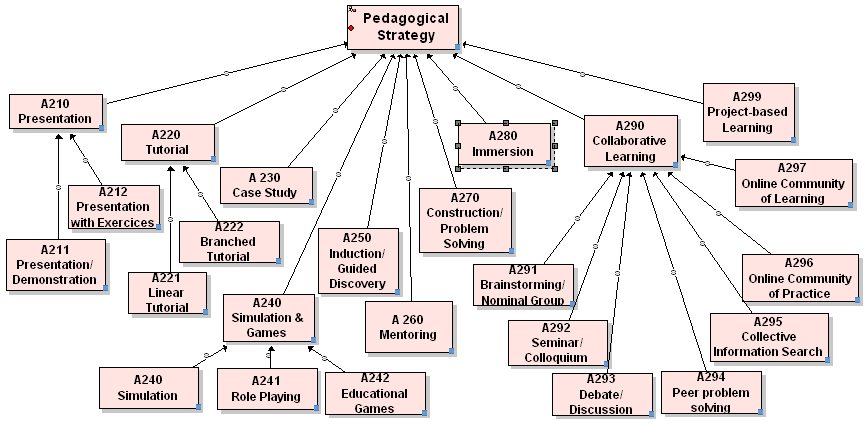 Pedagogical
Strategy
A210
Presentation
A220
Tutorial
A 230
Case Study
A280
Immersion
A290
Collaborative
Learning
A299
Project-based
Learning
A297
Online Community
of Learning
A212
Presentation
with Exercices
A211
Presentation/
Demonstration
A222
Branched
Tutorial
A221
Linear
Tutorial
A250
Induction/
Guided
Discovery
A270
Construction/
Problem
Solving
A240
Simulation &
Games
A 260
Mentoring
A291
Brainstorming/
Nominal Group
A296
Online Community
of Practice
A292
Seminar/
Colloquium
A295
Collective
Information Search
A240
Simulation
A241
Role Playing
A242
Educational
Games
A293
Debate/
Discussion
A294
Peer problem
solving